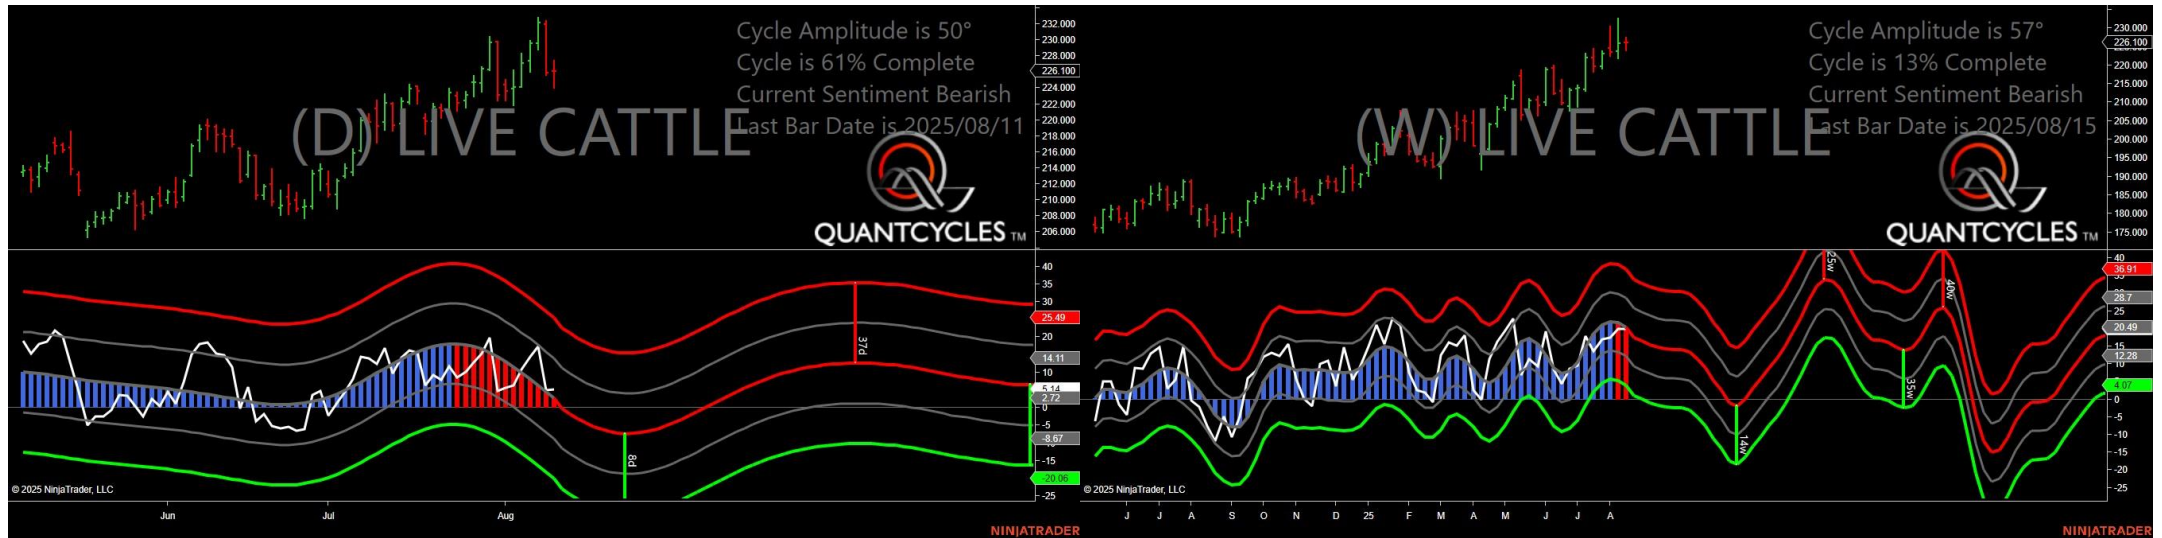 Cycle Amplitude is 50°
Cycle is 61% Complete
Current Sentiment Bearish
Last Bar Date is 2025/08/11
(D) LIVE CATTLE
QUANTCYCLES TM
232.000
230.000
228.000
226.100
224.000
222.000
220.000
218.000
216.000
214.000
212.000
210.000
208.000
206.000
40
35
30
25.49
20
14.11
10
5.14
2.72
0
-5
-8.67
-15
-20.06
-25
37d
8d
© 2025 NinjaTrader, LLC
Jun Jul Aug
NINJATRADER
Cycle Amplitude is 57°
Cycle is 13% Complete
Current Sentiment Bearish
Last Bar Date is 2025/08/15
(W) LIVE CATTLE
QUANTCYCLES TM
230.000
226.100
220.000
215.000
210.000
205.000
200.000
195.000
190.000
185.000
180.000
175.000
40
36.91
28.7
25
20.49
15
12.28
10
4.07
0
-5
-10
-15
-20
-25
25w
40w
35w
14w
© 2025 NinjaTrader, LLC
J J A S O N D 25 F M A M J J A
NINJATRADER